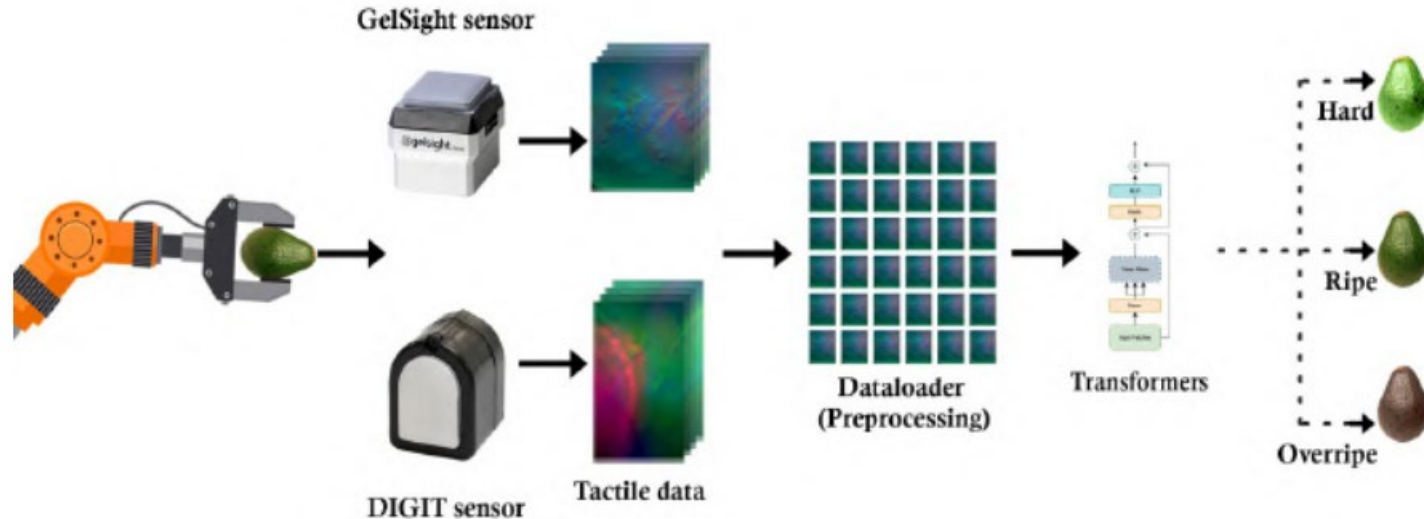 GelSight sensor
gelsight
DIGIT sensor
Tactile data
Dataloader
(Preprocessing)
Transformers
Hard
Ripe
Overripe